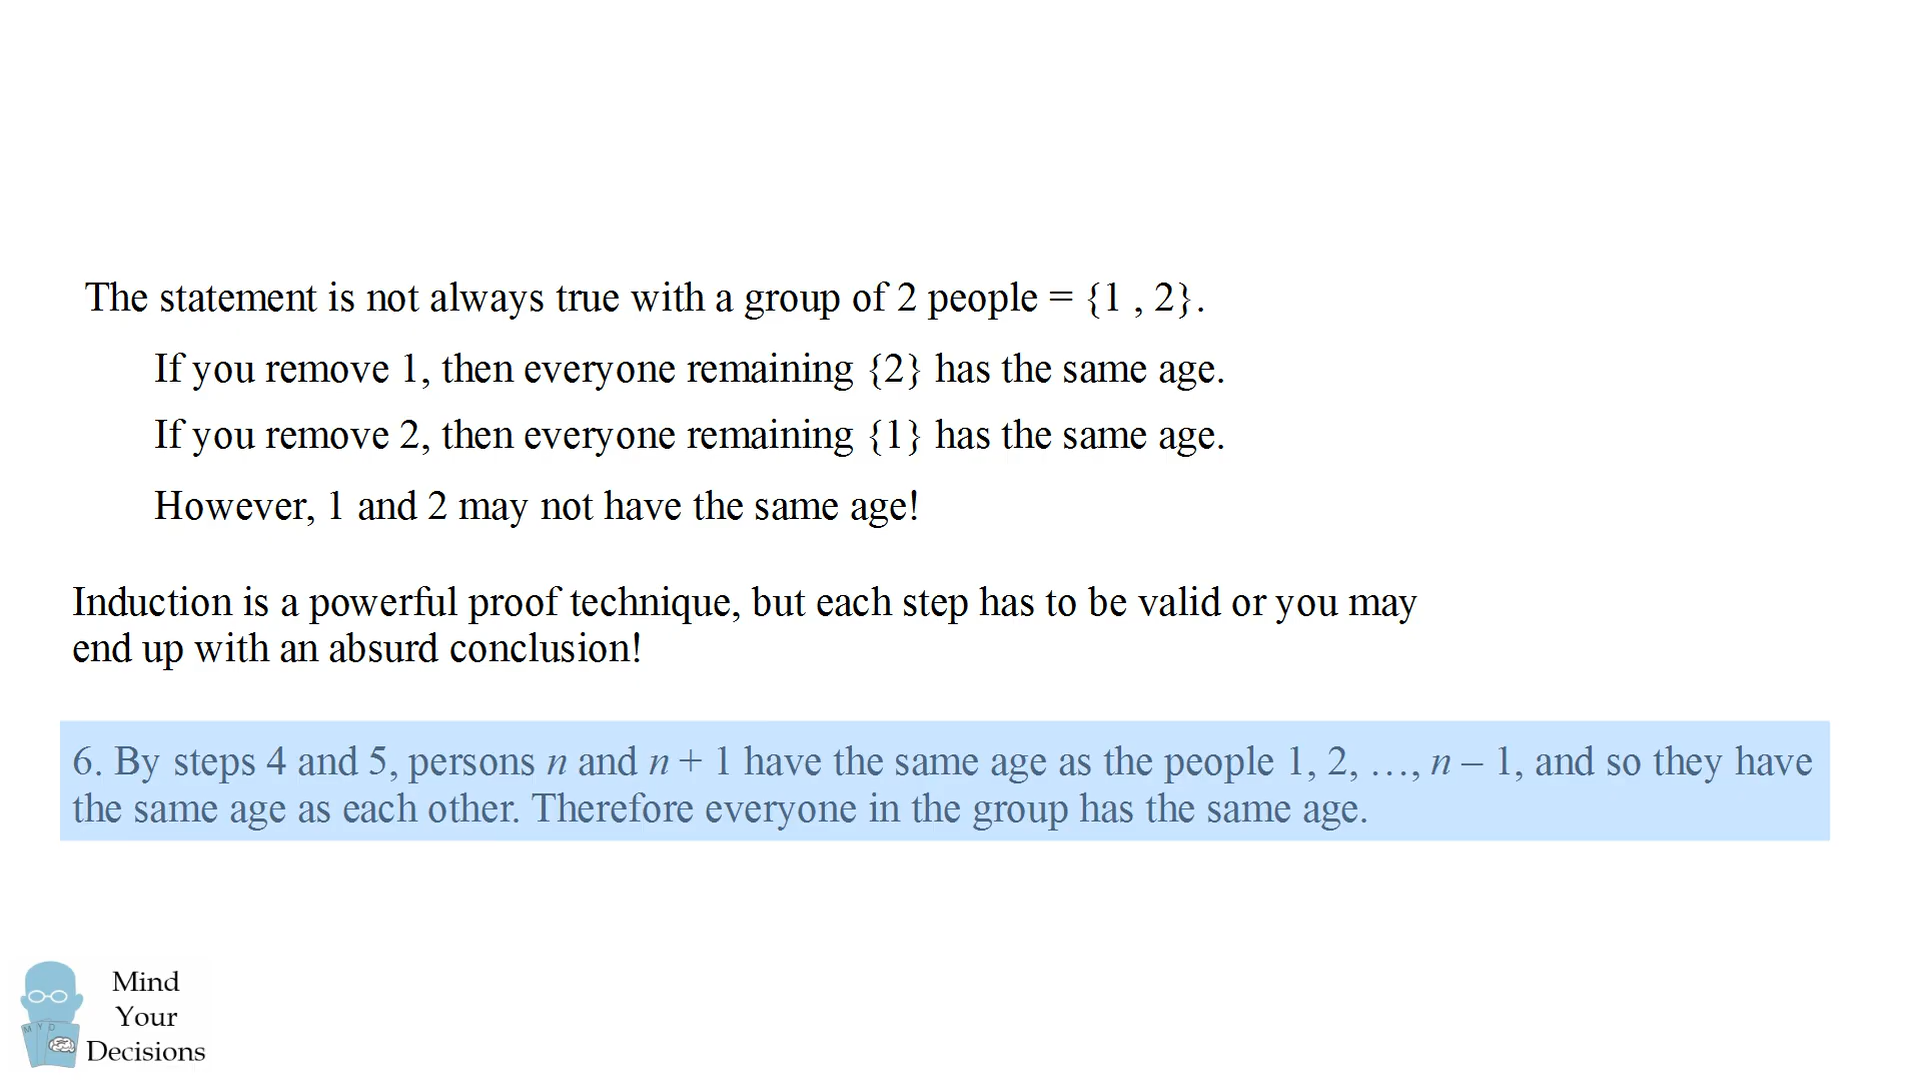 The statement is not always true with a group of 2 people = {1 , 2}.
If you remove 1, then everyone remaining {2} has the same age.
If you remove 2, then everyone remaining {1} has the same age.
However, 1 and 2 may not have the same age!
Induction is a powerful proof technique, but each step has to be valid or you may
end up with an absurd conclusion!
6. By steps 4 and 5, persons n and n + 1 have the same age as the people 1, 2, …, n – 1, and so they have
the same age as each other. Therefore everyone in the group has the same age.
M Y D
Mind
Your
Decisions